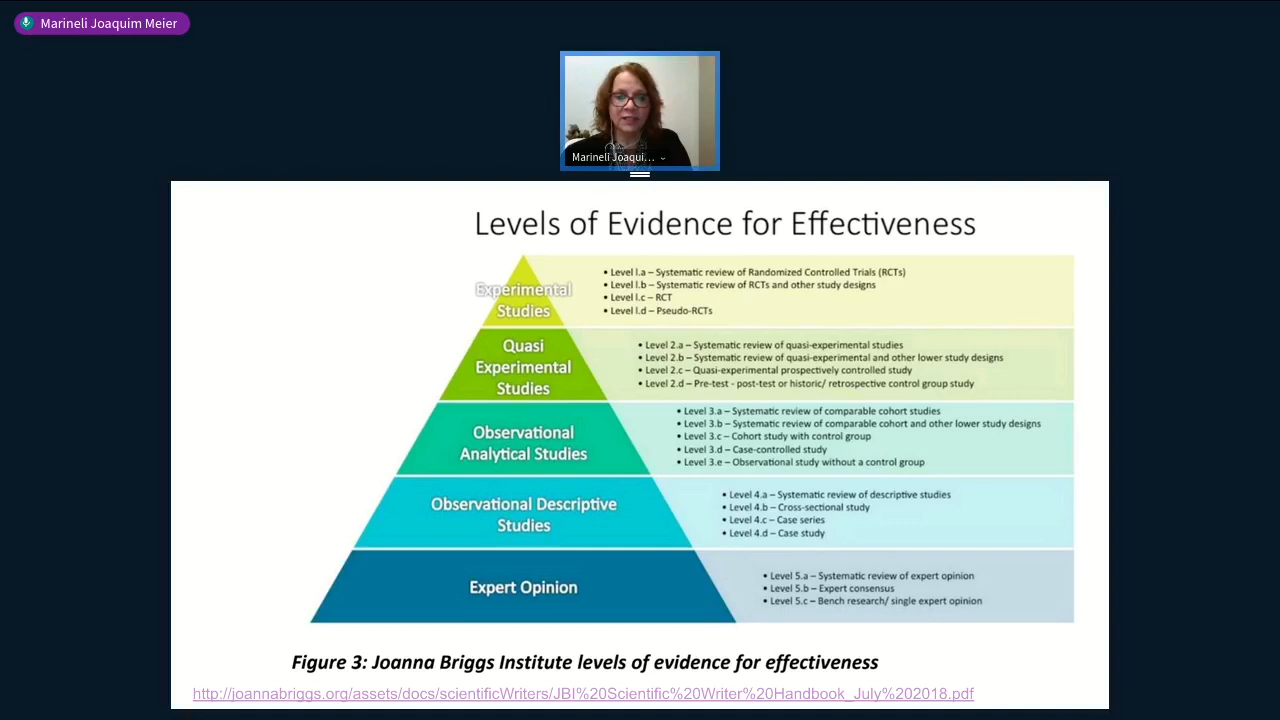 Marineli Joaquim Meier
Marineli Joaqui...
Levels of Evidence for Effectiveness
Experimental
Studies
• Level l.a – Systematic review of Randomized Controlled Trials (RCTs)
• Level l.b – Systematic review of RCTs and other study designs
• Level l.c – RCT
• Level l.d – Pseudo-RCTs
Quasi
Experimental
Studies
• Level 2.a – Systematic review of quasi-experimental studies
• Level 2.b – Systematic review of quasi-experimental and other lower study designs
• Level 2.c – Quasi-experimental prospectively controlled study
• Level 2.d – Pre-test - post-test or historic/ retrospective control group study
Observational
Analytical Studies
• Level 3.a – Systematic review of comparable cohort studies
• Level 3.b – Systematic review of comparable cohort and other lower study designs
• Level 3.c – Cohort study with control group
• Level 3.d – Case-controlled study
• Level 3.e – Observational study without a control group
Observational Descriptive
Studies
• Level 4.a – Systematic review of descriptive studies
• Level 4.b – Cross-sectional study
• Level 4.c – Case series
• Level 4.d – Case study
Expert Opinion
• Level 5.a – Systematic review of expert opinion
• Level 5.b – Expert consensus
• Level 5.c – Bench research/ single expert opinion
Figure 3: Joanna Briggs Institute levels of evidence for effectiveness
http://joannabriggs.org/assets/docs/scientificWriters/JBI%20Scientific%20Writer%20Handbook_July%202018.pdf